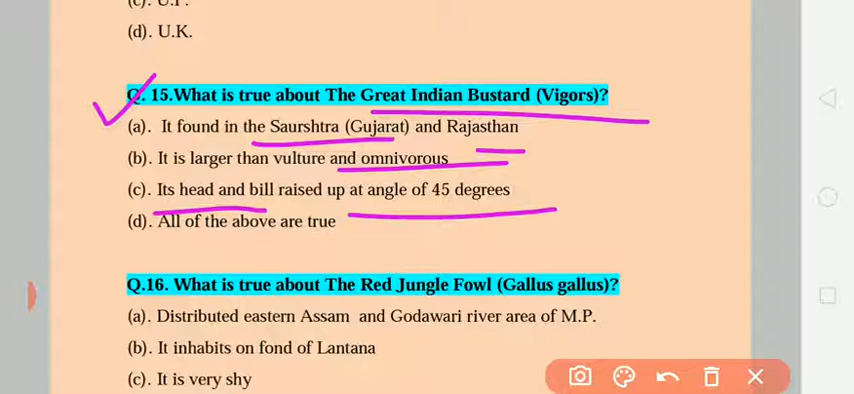 (c). U.P.
(d). U.K.
Q. 15.What is true about The Great Indian Bustard (Vigors)?
(a). It found in the Saurshtra (Gujarat) and Rajasthan
(b). It is larger than vulture and omnivorous
(c). Its head and bill raised up at angle of 45 degrees
(d). All of the above are true
Q.16. What is true about The Red Jungle Fowl (Gallus gallus)?
(a). Distributed eastern Assam and Godawari river area of M.P.
(b). It inhabits on fond of Lantana
(c). It is very shy